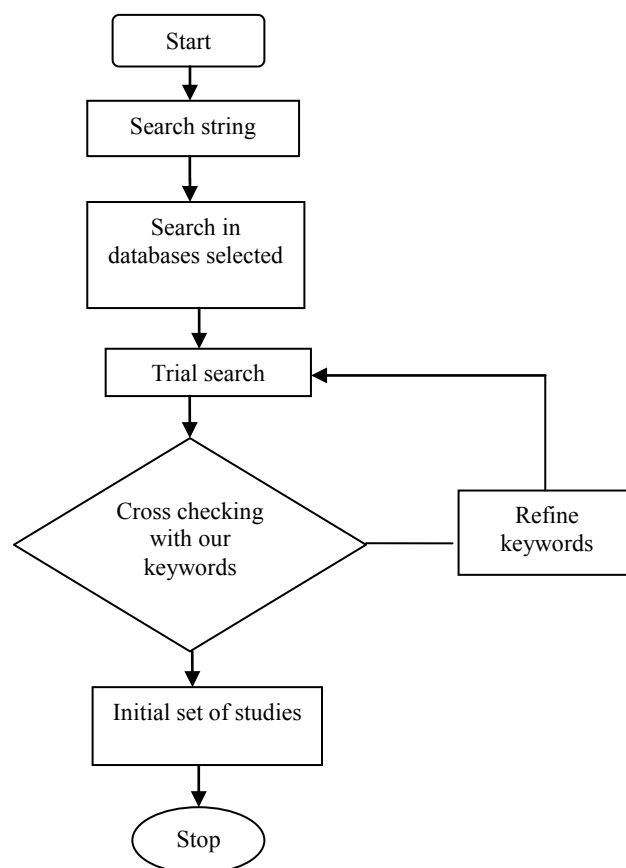 Start
Search string
Search in
databases selected
Trial search
Cross checking
with our
keywords
Refine
keywords
Initial set of studies
Stop